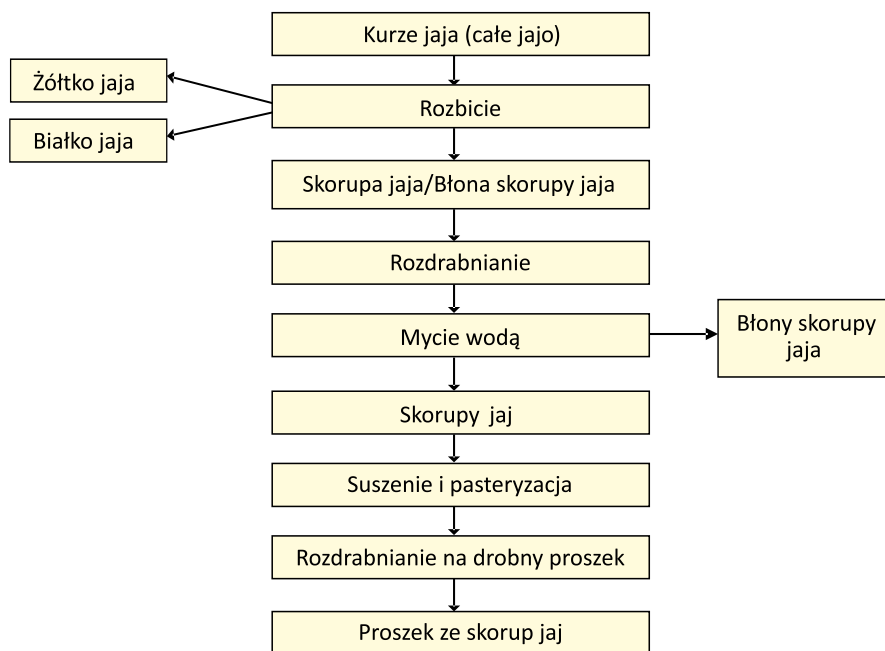 Kurze jaja (całe jajo)
Żółtko jaja
Rozbicie
Białko jaja
Skorupa jaja/Błona skorupy jaja
Rozdrabnianie
Mycie wodą
Błony skorupy
jaja
Skorupy jaj
Suszenie i pasteryzacja
Rozdrabnianie na drobny proszek
Proszek ze skorup jaj